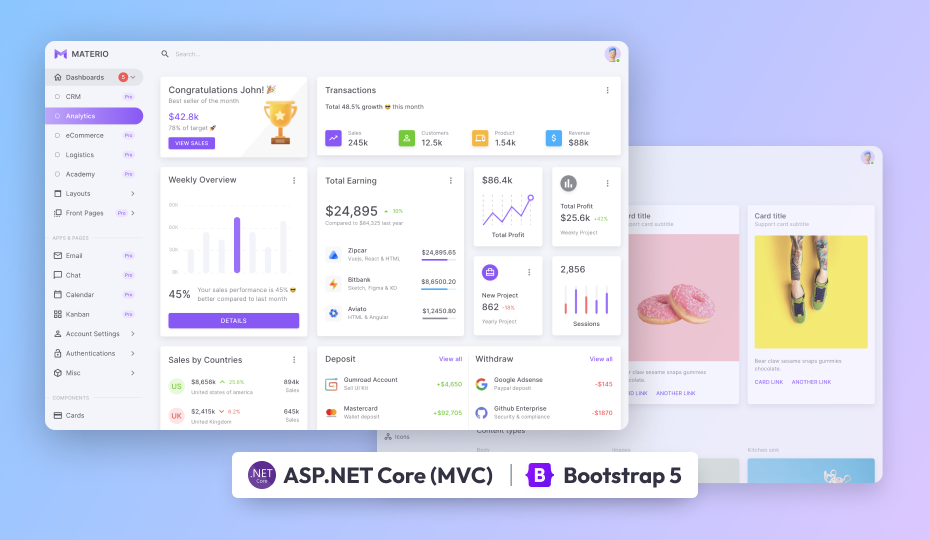 MATERIO
Search...
Dashboards 5
CRM Pro
Analytics
eCommerce Pro
Logistics Pro
Academy Pro
Layouts
Front Pages Pro
APPS & PAGES
Email Pro
Chat Pro
Calendar Pro
Kanban Pro
Account Settings
Authentications
Misc
COMPONENTS
Cards
Congratulations John! 🎉
Best seller of the month
$42.8k
78% of target 🚀
VIEW SALES
Transactions
Total 48.5% growth 😎 this month
Sales
245k
Customers
12.5k
Product
1.54k
Revenue
$88k
Weekly Overview
0K
45%
Your sales performance is 45% 😎
better compared to last month
DETAILS
Total Earning
$24,895 16%
Compared to $84,325 last year
Zipcar $24,895.65
Vuejs, React & HTML
Bitbank $8,6500.20
Sketch, Figma & XD
Aviato $1,2450.80
HTML & Angular
$86.4k
Total Profit
Total Profit
$25.6k +42%
Weekly Project
New Project
862 -18%
Yearly Project
2,856
Sessions
Sales by Countries
US $8,656k 25.8% 894k
United states of america Sales
UK $2,415k 6.2% 645k
United Kingdom Sales
Deposit View all
Gumroad Account +$4,650
Sell UI Kit
Mastercard +$92,705
Wallet deposit
Withdraw View all
Google Adsense -$145
Paypal deposit
Github Enterprise -$1870
Security & compliance
Card title
card subtitle
claw sesame snaps gummies
chocolate.
LINK ANOTHER LINK
Card title
Support card subtitle
Bear claw sesame snaps gummies
chocolate.
CARD LINK ANOTHER LINK
Icons
Content types
Body
Kitchen sink
.NET
Core
ASP.NET Core (MVC)
B
Bootstrap 5